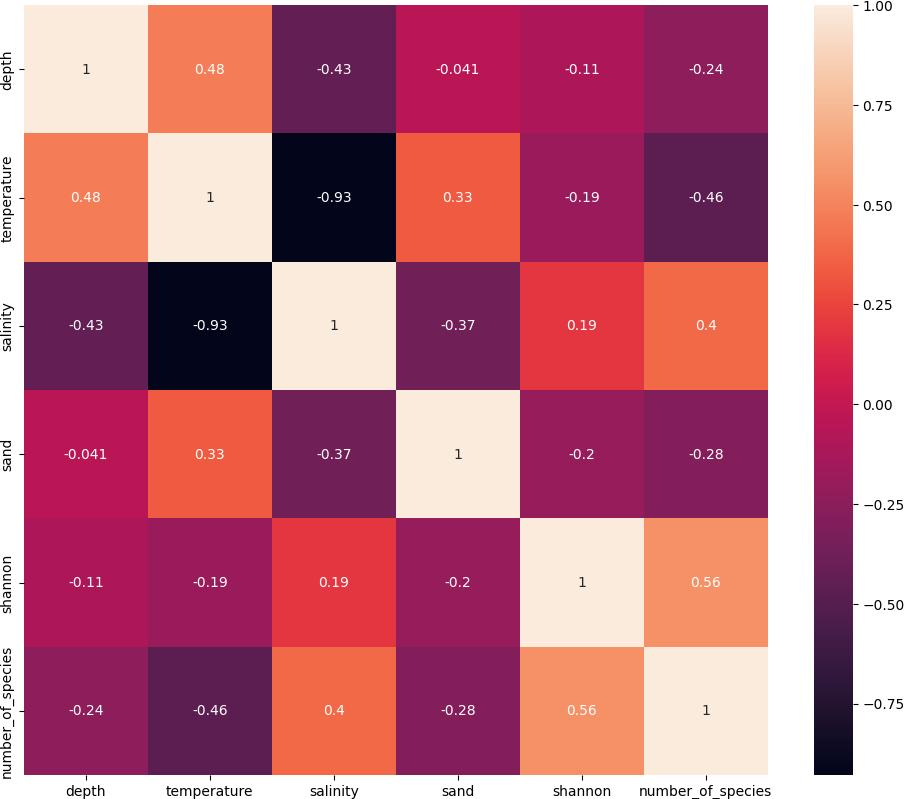 depth 1 0.48 -0.43 -0.041 -0.11 -0.24
temperature 0.48 1 -0.93 0.33 -0.19 -0.46
salinity -0.43 -0.93 1 -0.37 0.19 0.4
sand -0.041 0.33 -0.37 1 -0.2 -0.28
shannon -0.11 -0.19 0.19 -0.2 1 0.56
number_of_species -0.24 -0.46 0.4 -0.28 0.56 1
depth temperature salinity sand shannon number_of_species
1.00
0.75
0.50
0.25
0.00
−0.25
−0.50
−0.75